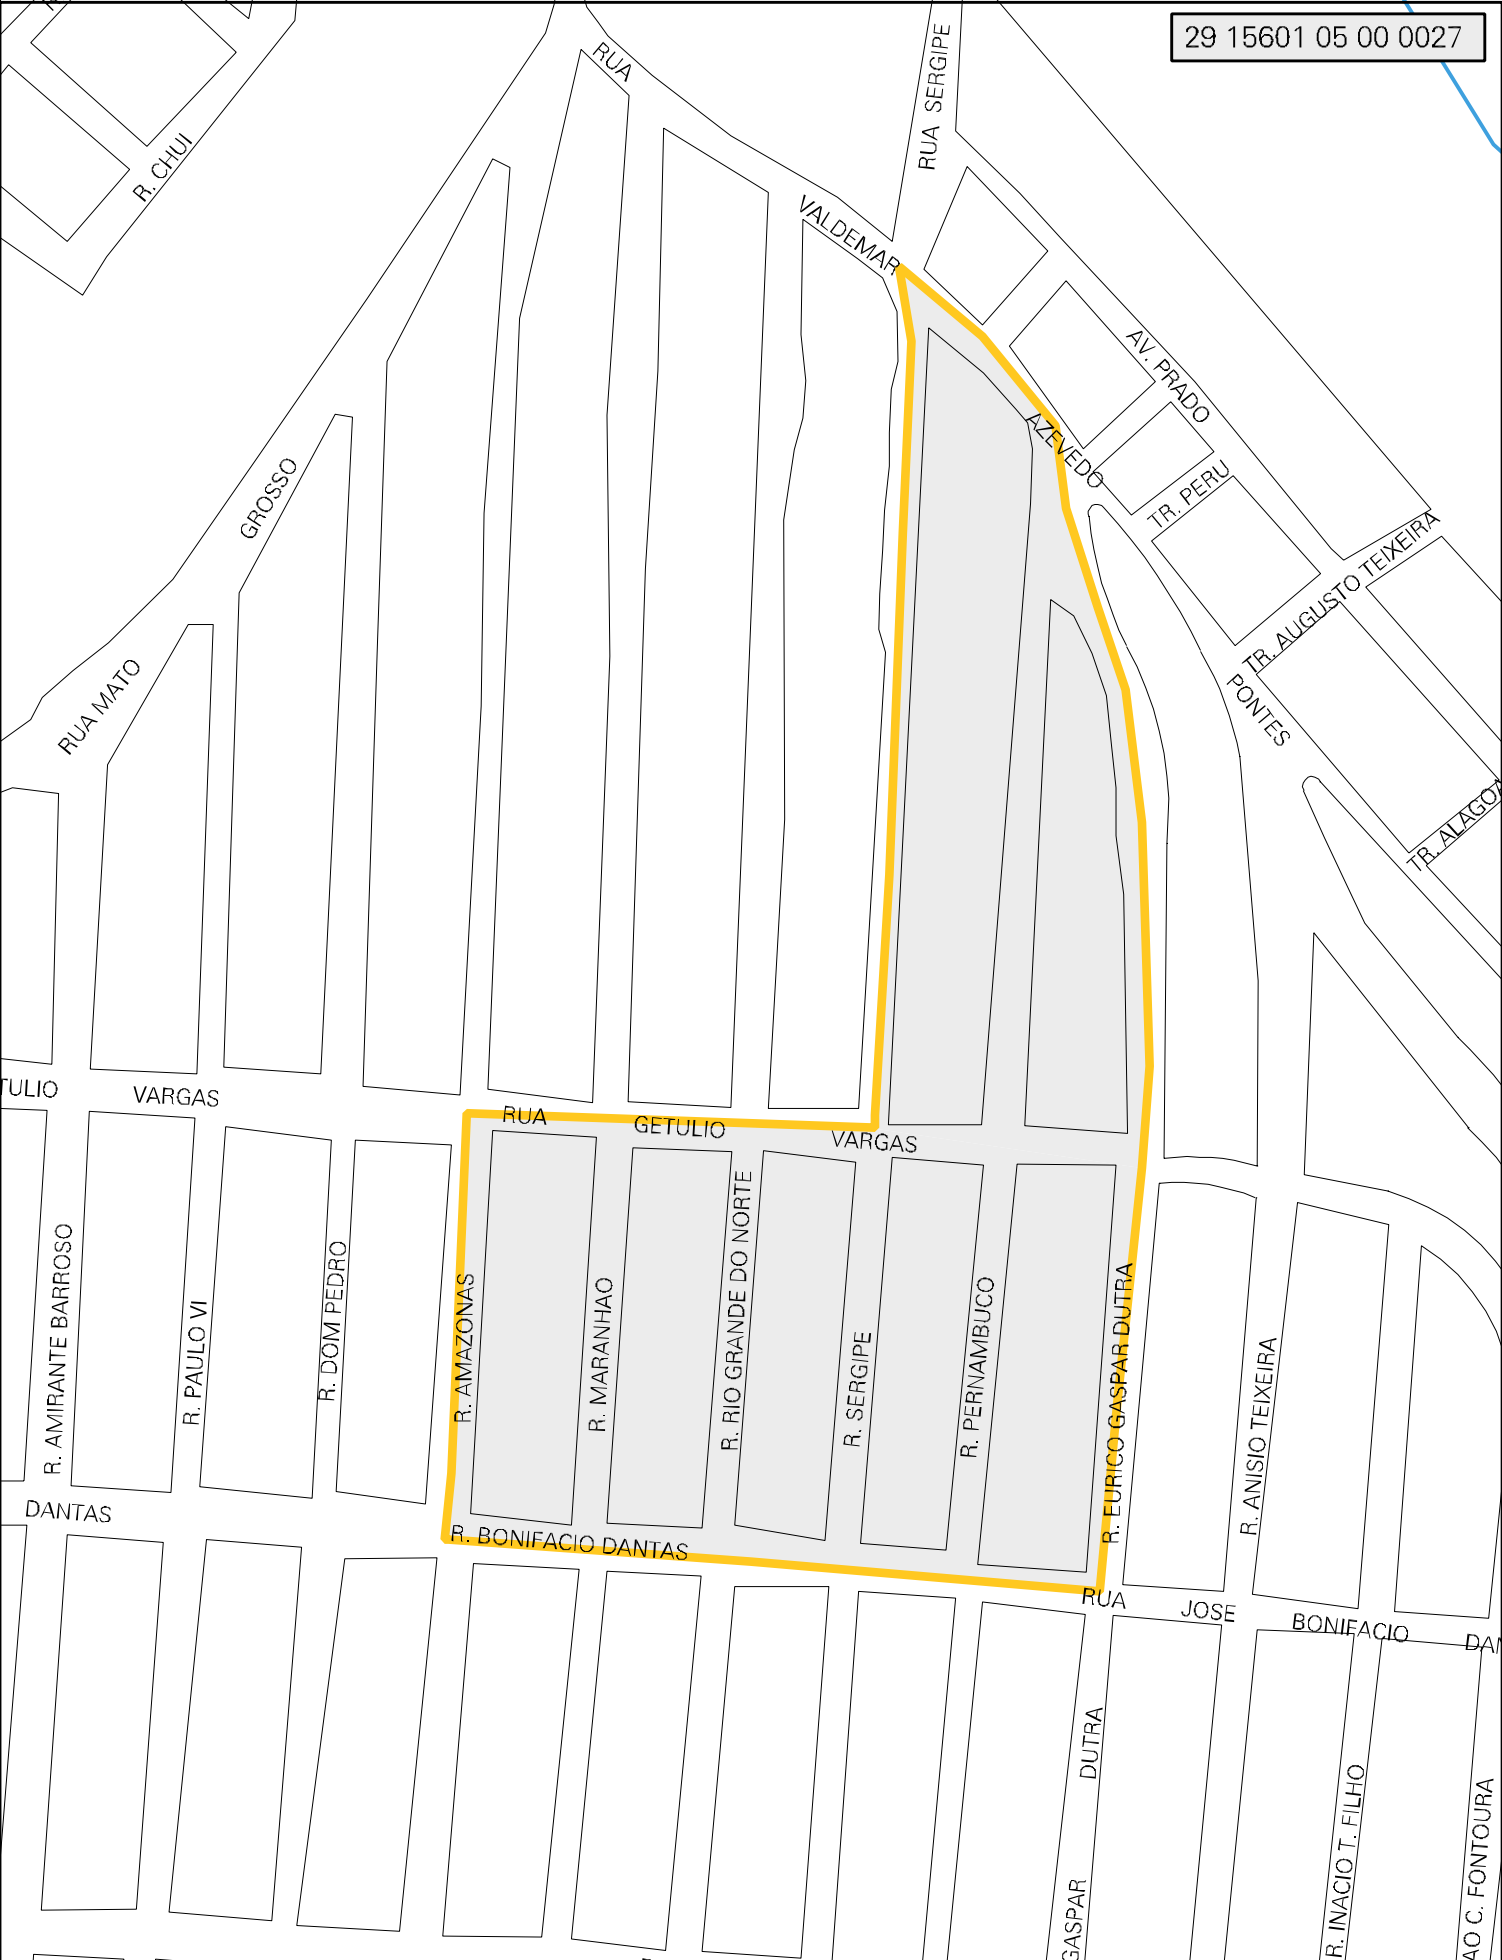 29 15601 05 00 0027
RUA
RUA SERGIPE
R. CHUI
VALDEMAR
AV. PRADO
AZEVEDO
TR. PERU
GROSSO
TR. AUGUSTO TEIXEIRA
RUA MATO
PONTES
TR. ALAGOA
TULIO
VARGAS
RUA
GETULIO
VARGAS
R. AMIRANTE BARROSO
R. PAULO VI
R. DOM PEDRO
R. AMAZONAS
R. MARANHAO
R. RIO GRANDE DO NORTE
R. SERGIPE
R. PERNAMBUCO
R. EURICO GASPAR DUTRA
R. ANISIO TEIXEIRA
DANTAS
R. BONIFACIO DANTAS
RUA
JOSE
BONIFACIO
DAN
DUTRA
GASPAR
R. INACIO T. FILHO
AO C. FONTOURA